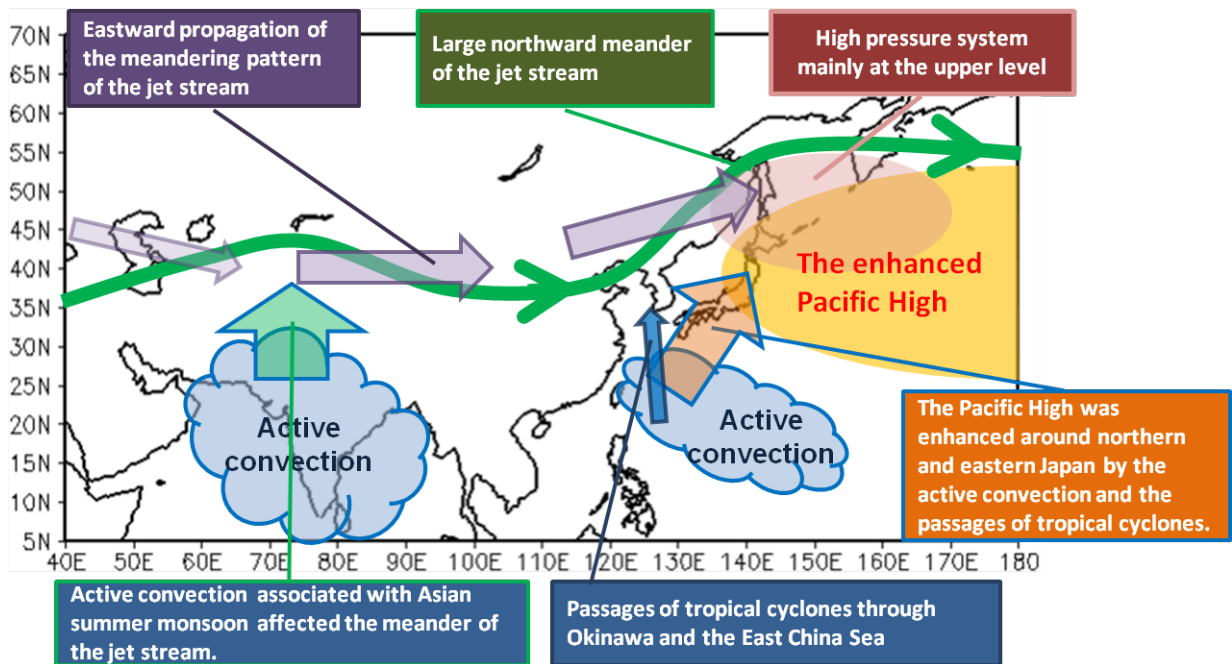 Eastward propagation of
the meandering pattern
of the jet stream
Large northward meander
of the jet stream
High pressure system
mainly at the upper level
70N
65N
60N
55N
50N
45N
40N
35N
30N
25N
20N
15N
10N
5N
The enhanced
Pacific High
Active
convection
Active
convection
The Pacific High was
enhanced around northern
and eastern Japan by the
active convection and the
passages of tropical cyclones.
40E 50E 60E 70E 80E 90E 100E 110E 120E 130E 140E 150E 160E 170E 180
Active convection associated with Asian
summer monsoon affected the meander of
the jet stream.
Passages of tropical cyclones through
Okinawa and the East China Sea